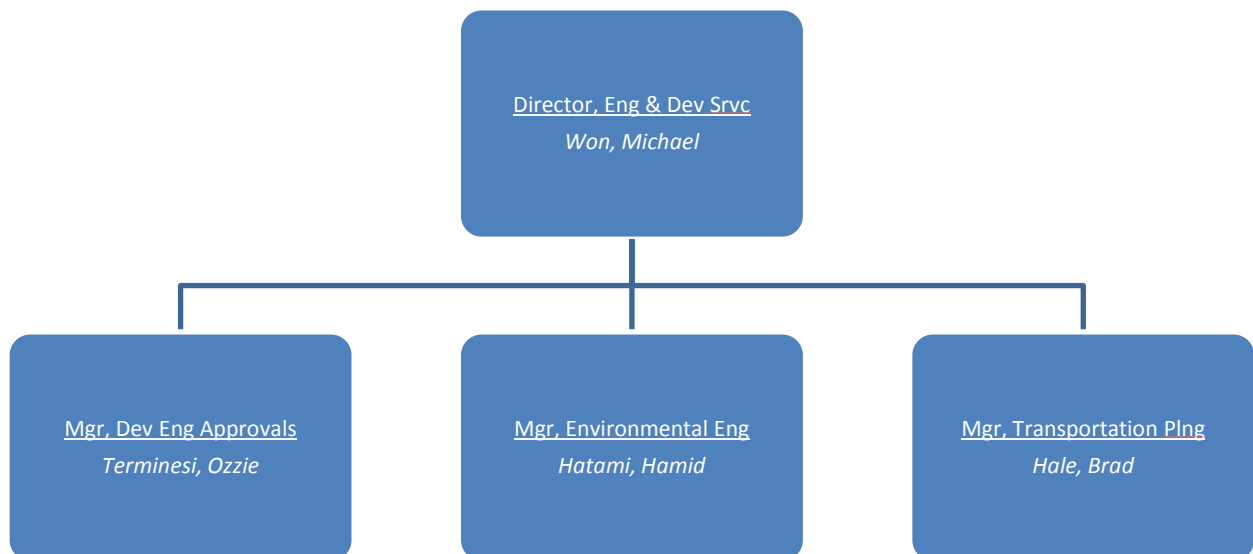 Director, Eng & Dev Srvc
Won, Michael
Mgr, Dev Eng Approvals
Terminesi, Ozzie
Mgr, Environmental Eng
Hatami, Hamid
Mgr, Transportation Plng
Hale, Brad